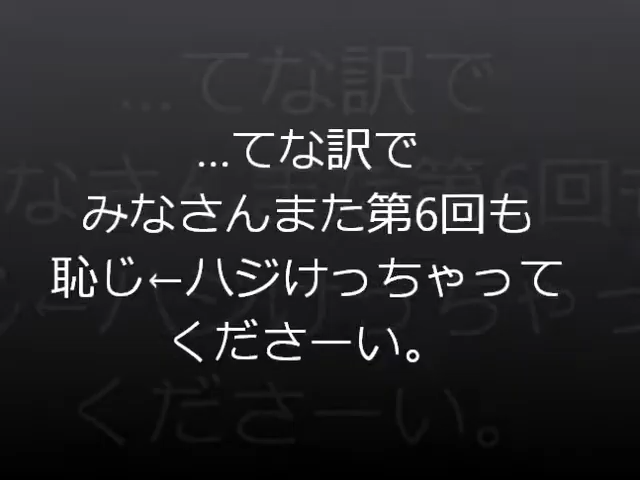 …てな訳で
みなさんまた第6回も
恥じ←ハジけっちゃって
くださーい。